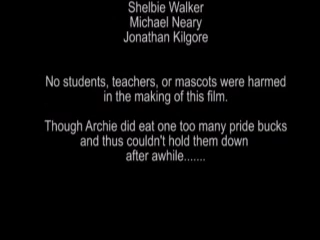 Shelbie Walker
Michael Neary
Jonathan Kilgore
No students, teachers, or mascots were harmed
in the making of this film.
Though Archie did eat one too many pride bucks
and thus couldn't hold them down
after awhile.......